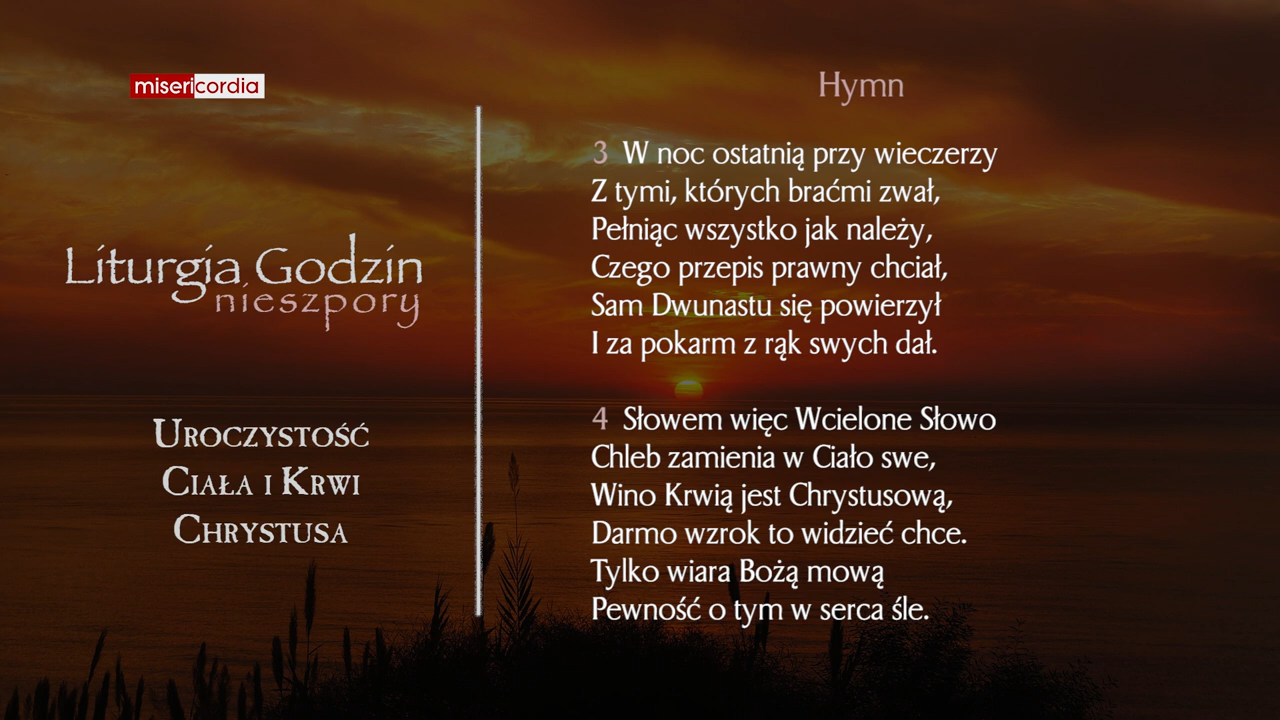 misericordia
Liturgia Godzin
nieszpory
Uroczystość
Ciała i Krwi
Chrystusa
Hymn
3 W noc ostatnią przy wieczerzy
Z tymi, których braćmi zwał,
Pełniąc wszystko jak należy,
Czego przepis prawny chciał,
Sam Dwunastu się powierzył
I za pokarm z rąk swych dał.
4 Słowem więc Wcielone Słowo
Chleb zamienia w Ciało swe,
Wino Krwią jest Chrystusową,
Darmo wzrok to widzieć chce.
Tylko wiara Bożą mową
Pewność o tym w serca śle.